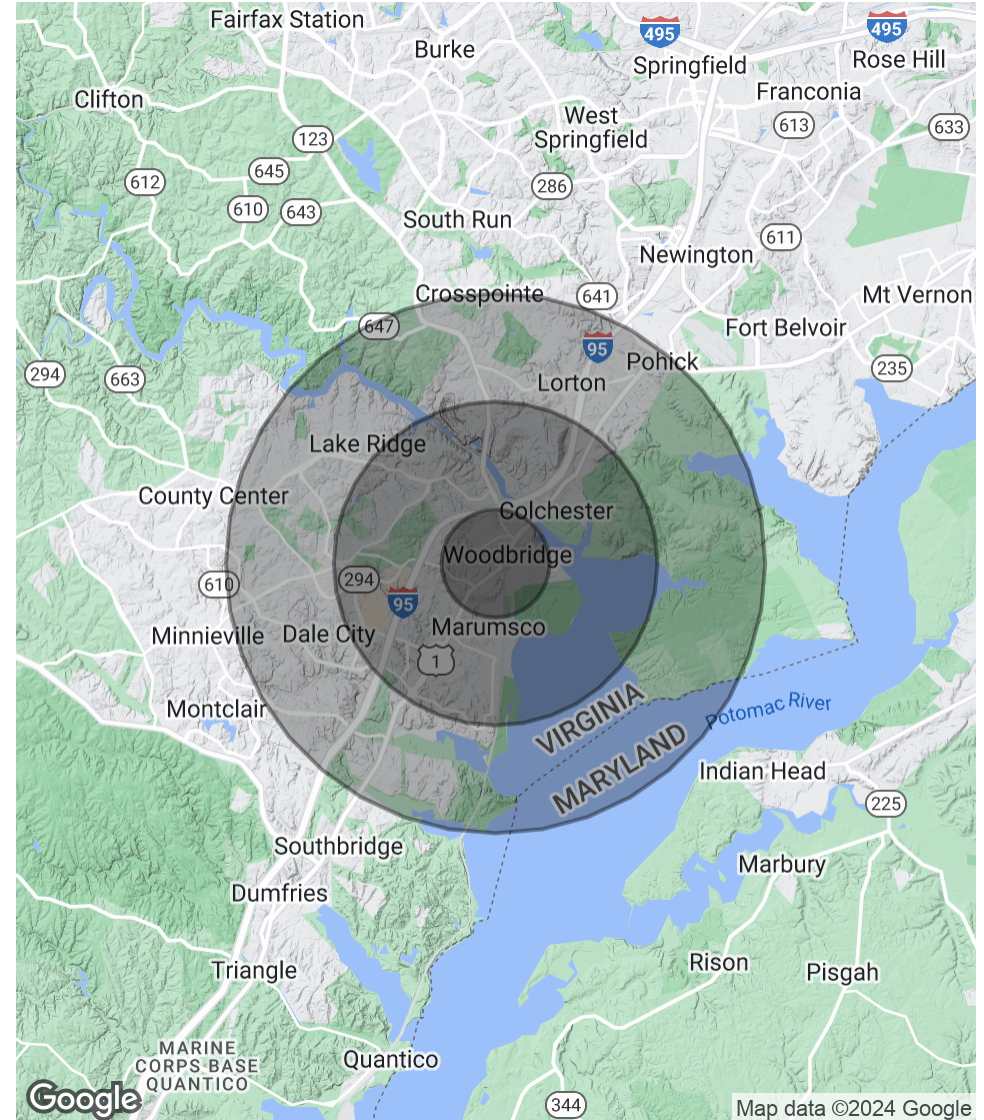 Fairfax Station
495
495
Burke
Springfield
Rose Hill
Clifton
Franconia
West
Springfield
613
633
123
645
612
286
610
643
South Run
611
Newington
Crosspointe
641
Mt Vernon
647
Fort Belvoir
95
Pohick
294
663
235
Lorton
Lake Ridge
County Center
Colchester
Woodbridge
610
294
95
Minnieville
Dale City
Marumsco
1
Montclair
VIRGINIA
Potomac River
MARYLAND
Indian Head
225
Southbridge
Marbury
Dumfries
Triangle
Rison
Pisgah
MARINE
CORPS BASE
QUANTICO
Quantico
Google
344
Map data ©2024 Google